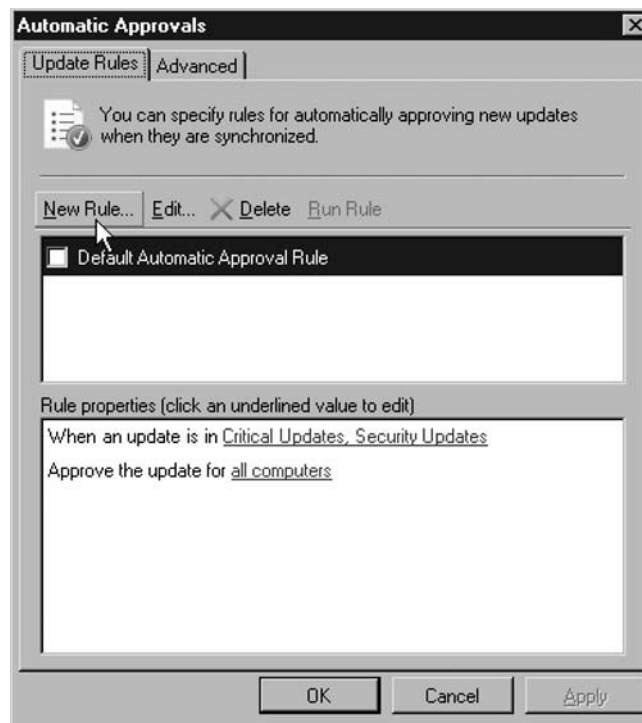 Automatic Approvals
Update Rules
Advanced
You can specify rules for automatically approving new updates
when they are synchronized.
New Rule... Edit... Delete Run Rule
Default Automatic Approval Rule
Rule properties (click an underlined value to edit)
When an update is in Critical Updates, Security Updates
Approve the update for all computers
OK Cancel Apply